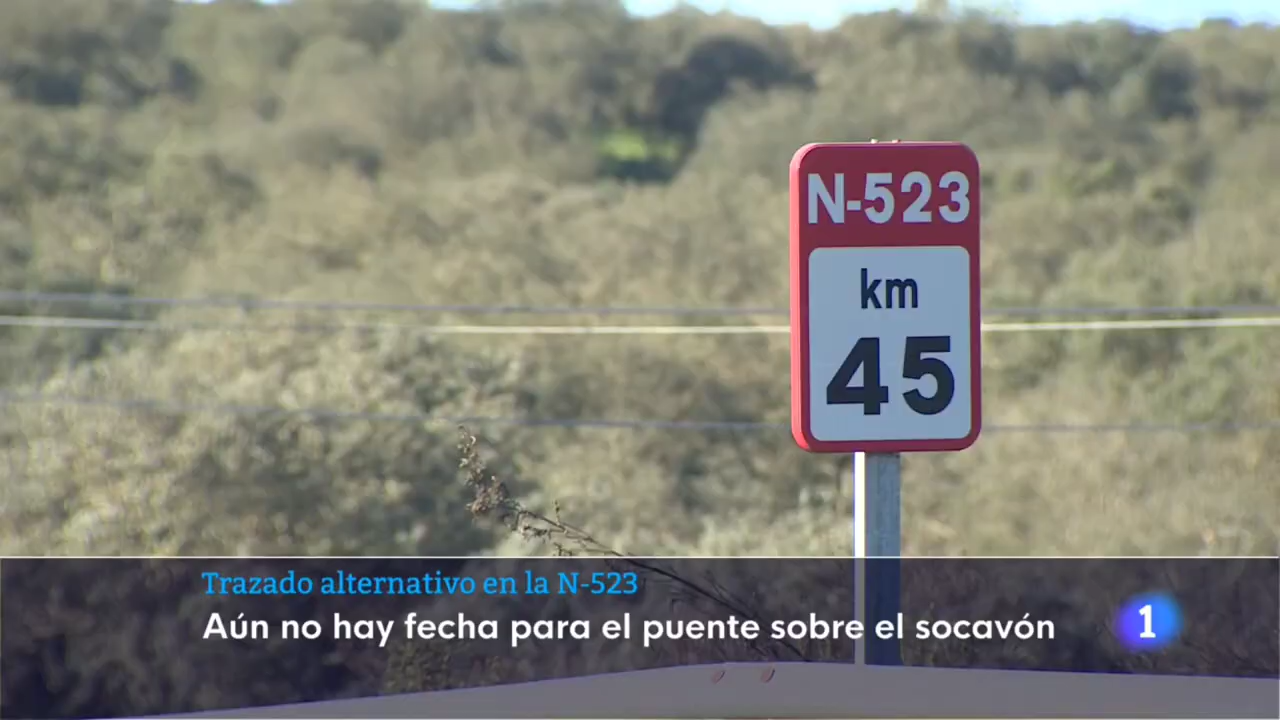 N-523
km
45
Trazado alternativo en la N-523
Aún no hay fecha para el puente sobre el socavón
1